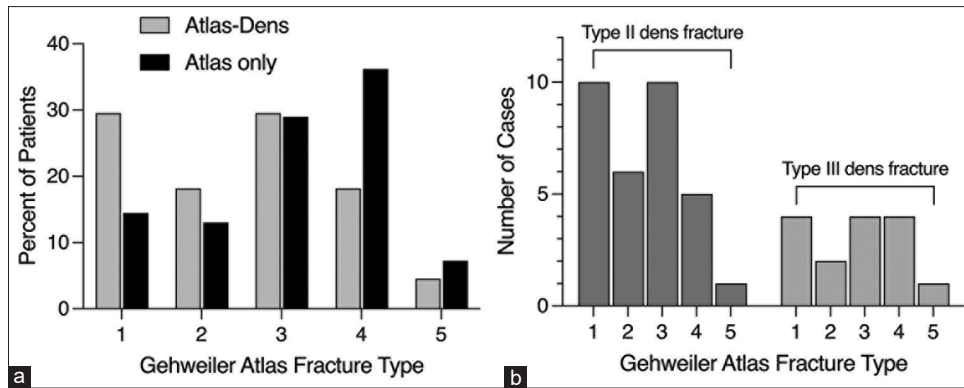 Atlas-Dens
Atlas only
Percent of Patients
40
30
20
10
0
1 2 3 4 5
Gehweiler Atlas Fracture Type
a
Type II dens fracture
Type III dens fracture
Number of Cases
10
5
0
1 2 3 4 5 1 2 3 4 5
Gehweiler Atlas Fracture Type
b